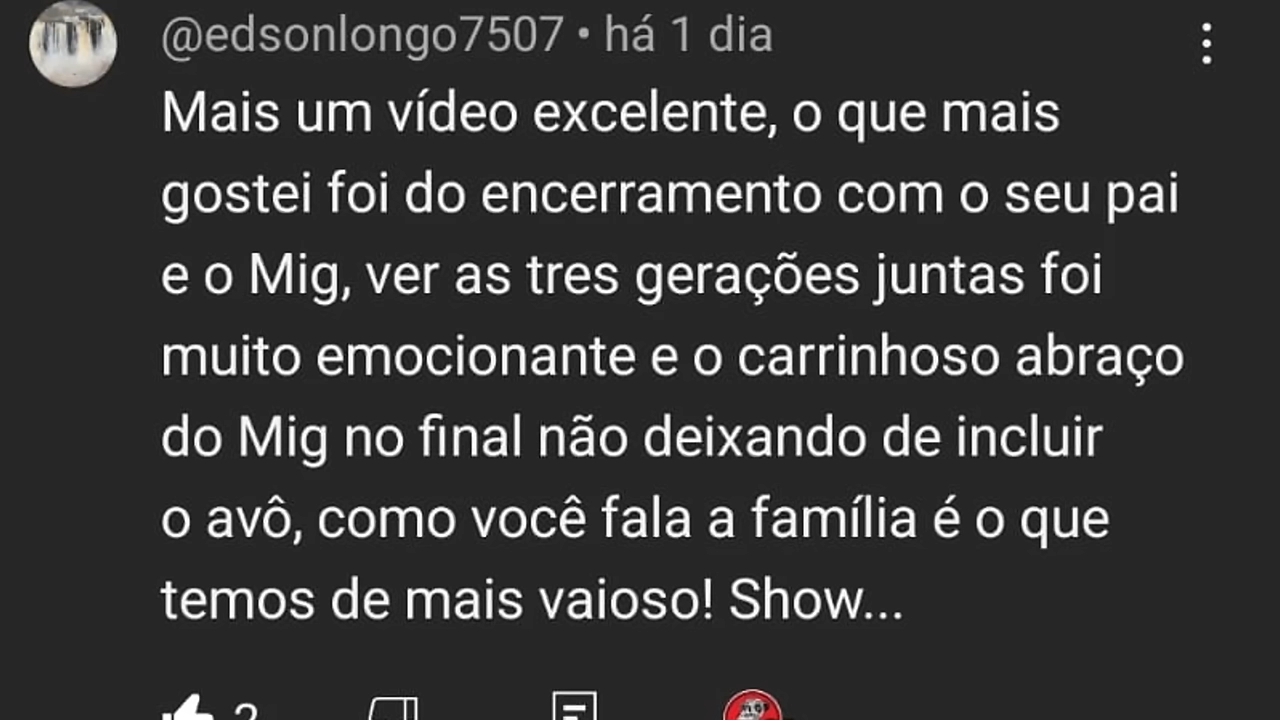 @edsonlongo7507 • há 1 dia
Mais um vídeo excelente, o que mais
gostei foi do encerramento com o seu pai
e o Mig, ver as tres gerações juntas foi
muito emocionante e o carrinhoso abraço
do Mig no final não deixando de incluir
o avô, como você fala a família é o que
temos de mais vaioso! Show...
2